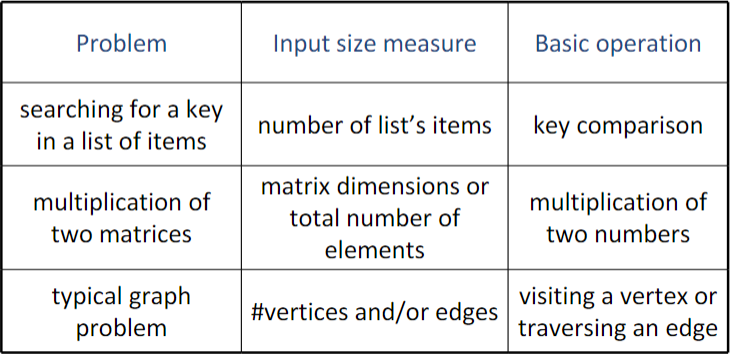 Problem
Input size measure
Basic operation
searching for a key
in a list of items
number of list's items
key comparison
multiplication of
two matrices
matrix dimensions or
total number of
elements
multiplication of
two numbers
typical graph
problem
#vertices and/or edges
visiting a vertex or
traversing an edge